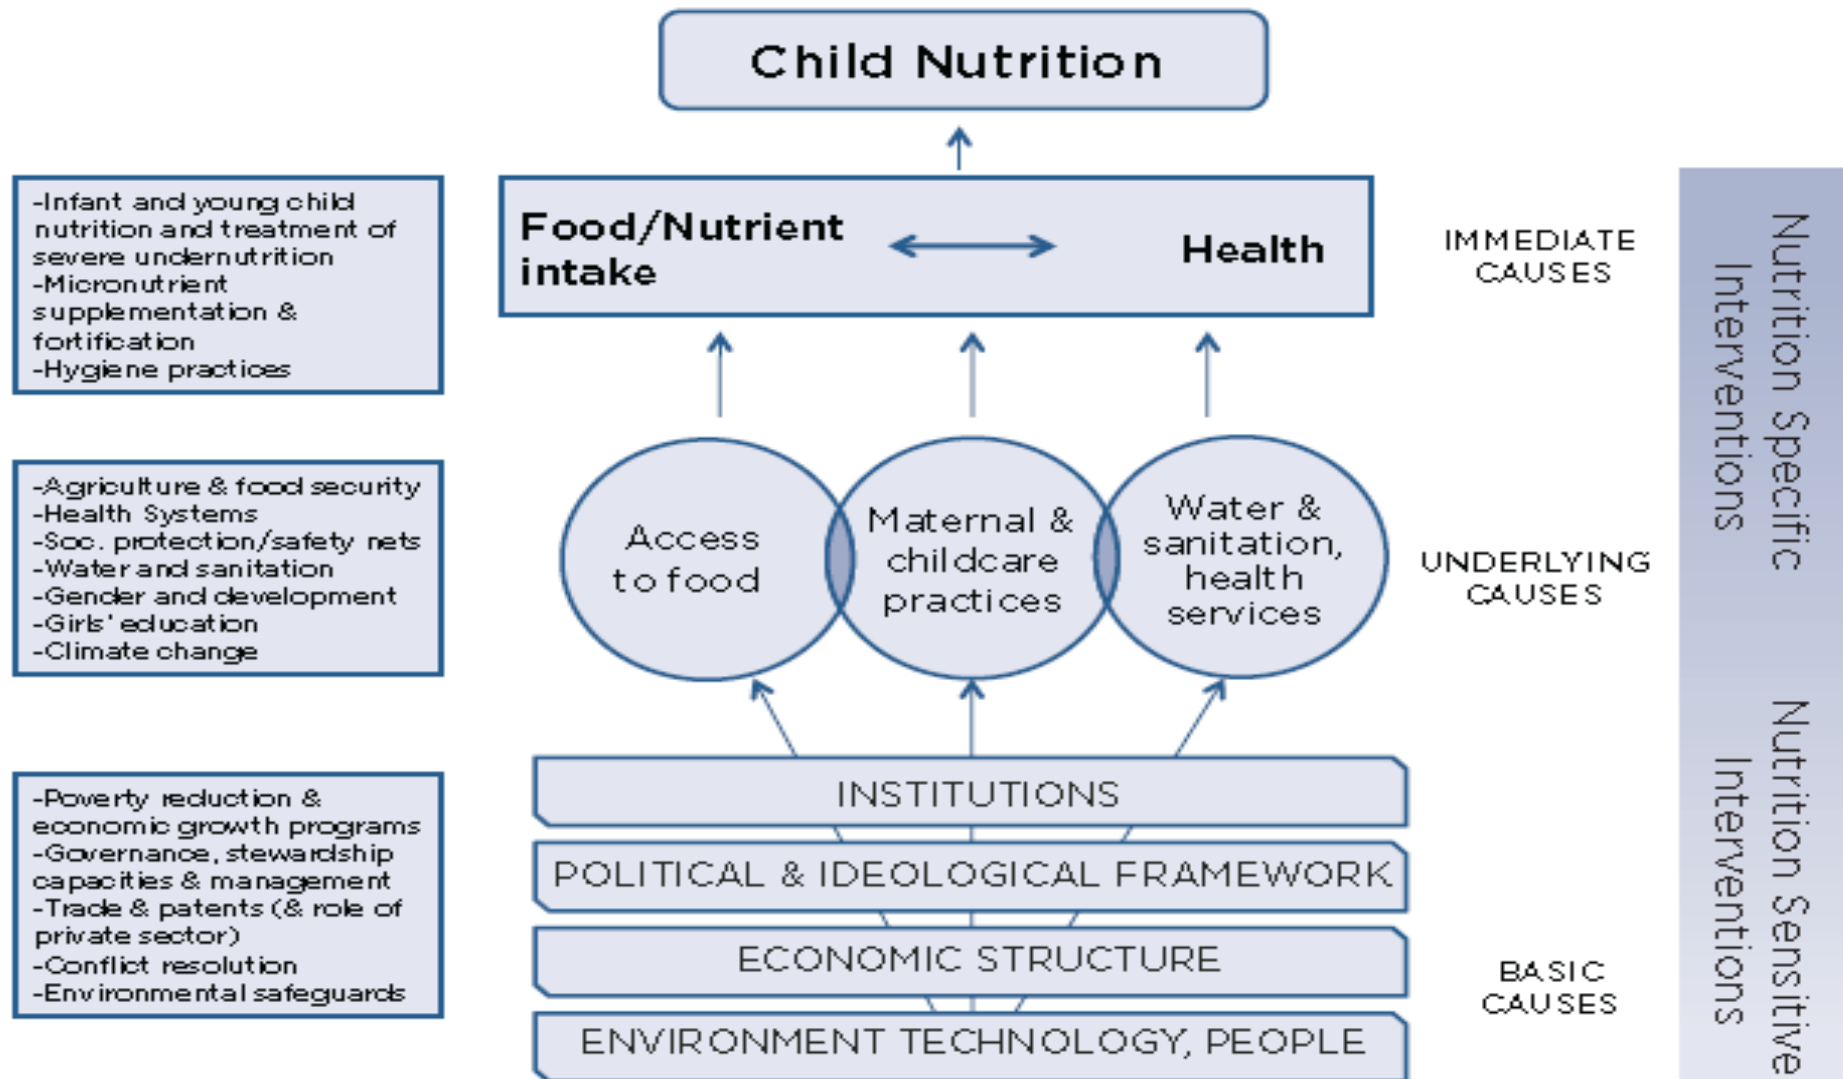 Child Nutrition
-Infant and young child
nutrition and treatment of
severe undernutrition
-Micronutrient
supplementation &
fortification
-Hygiene practices
Food/Nutrient
intake
Health
IMMEDIATE
CAUSES
-Agriculture & food security
-Health Systems
-Soc. protection/safety nets
-Water and sanitation
-Gender and development
-Girls' education
-Climate change
Access
to food
Maternal &
childcare
practices
Water &
sanitation,
health
services
UNDERLYING
CAUSES
-Poverty reduction &
economic growth programs
-Governance, stewardship
capacities & management
-Trade & patents (& role of
private sector)
-Conflict resolution
-Environmental safeguards
INSTITUTIONS
POLITICAL & IDEOLOGICAL FRAMEWORK
ECONOMIC STRUCTURE
ENVIRONMENT TECHNOLOGY, PEOPLE
BASIC
CAUSES
Nutrition Specific
Interventions
Nutrition Sensitive
Interventions